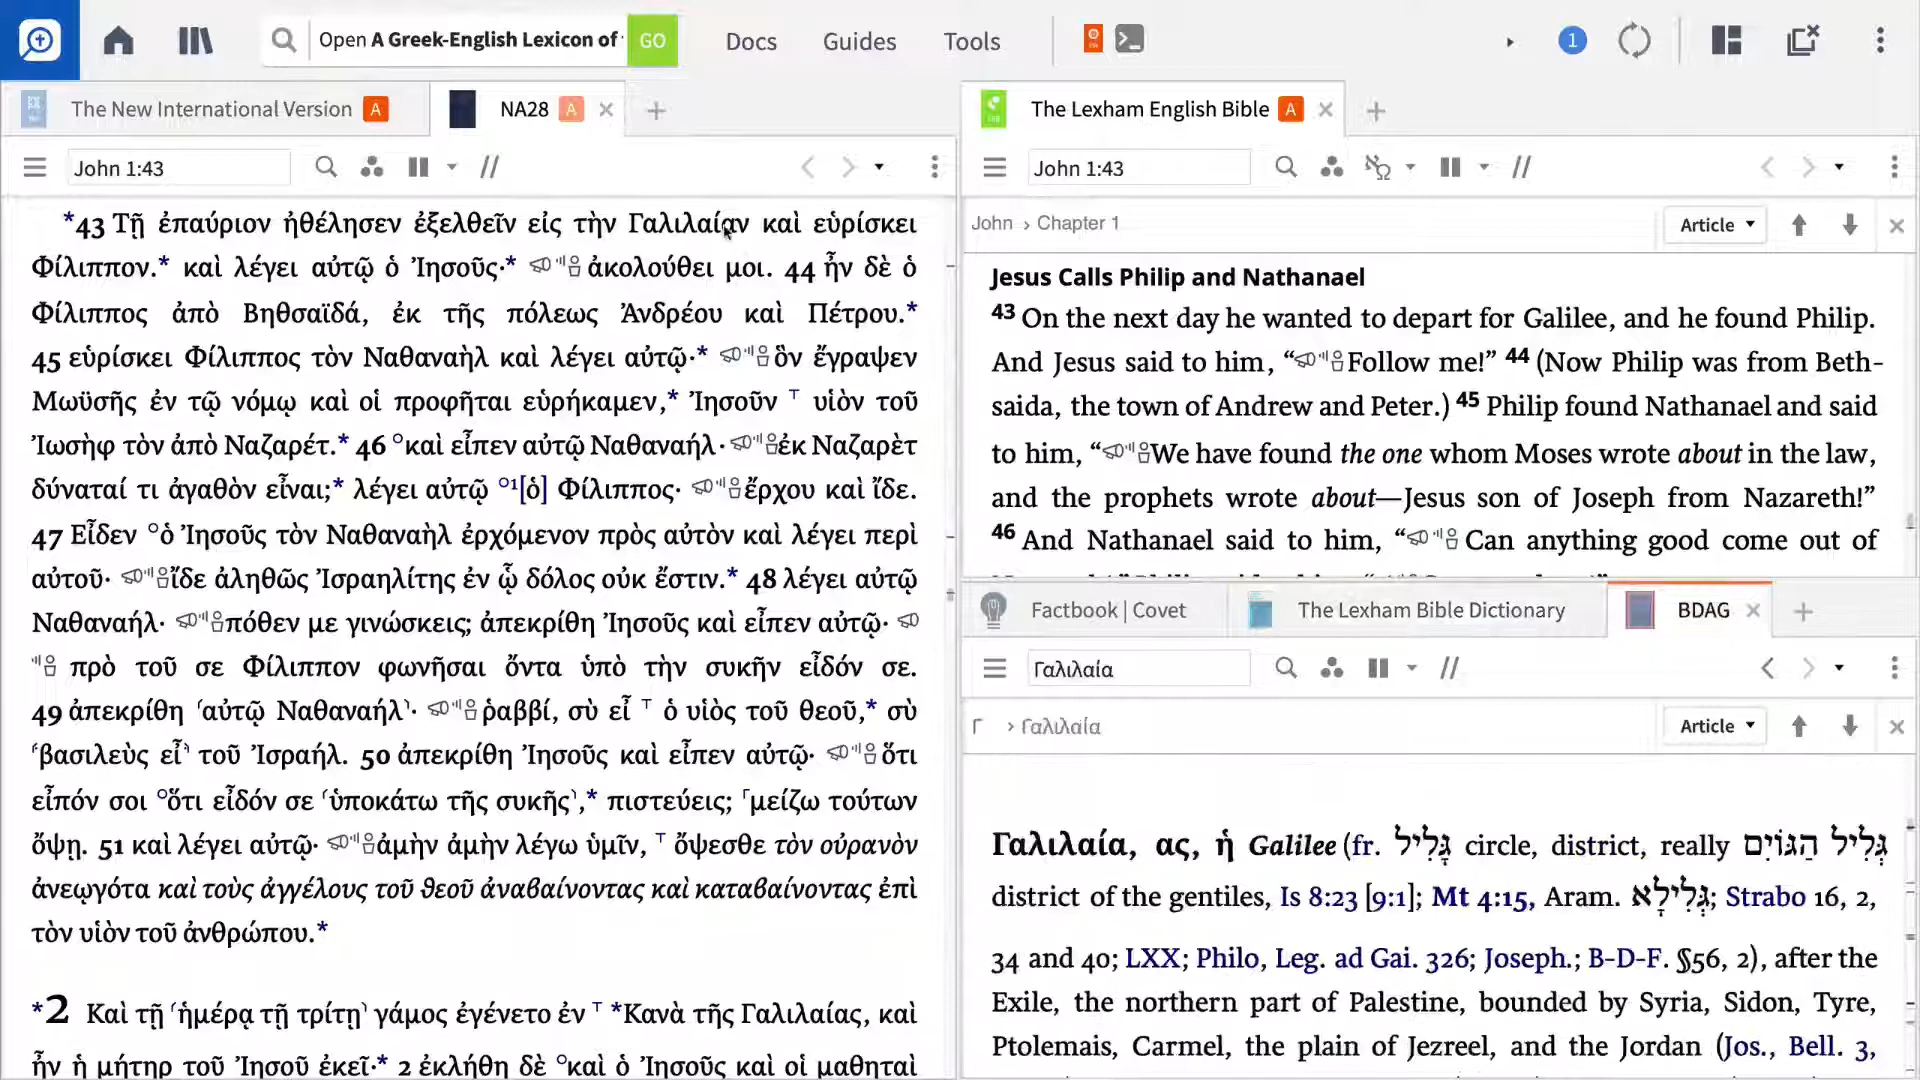 Open A Greek-English Lexicon of
GO
Docs
Guides
Tools
1
The New International Version A
NA28 A
John 1:43
*43 Τῇ ἐπαύριον ἠθέλησεν ἐξελθεῖν εἰς τὴν Γαλιλαίαν καὶ εὑρίσκει
Φίλιππον.* καὶ λέγει αὐτῷ ὁ Ἰησοῦς·* ἀκολούθει μοι. 44 ἦν δὲ ὁ
Φίλιππος ἀπὸ Βηθσαϊδά, ἐκ τῆς πόλεως Ἀνδρέου καὶ Πέτρου.*
45 εὑρίσκει Φίλιππος τὸν Ναθαναὴλ καὶ λέγει αὐτῷ·* ὃν ἔγραψεν
Μωϋσῆς ἐν τῷ νόμῳ καὶ οἱ προφῆται εὑρήκαμεν,* Ἰησοῦν ⸆ υἱὸν τοῦ
Ἰωσὴφ τὸν ἀπὸ Ναζαρέτ.* 46 °καὶ εἶπεν αὐτῷ Ναθαναήλ· ἐκ Ναζαρὲτ
δύναταί τι ἀγαθὸν εἶναι;* λέγει αὐτῷ °¹[ὁ] Φίλιππος· ἔρχου καὶ ἴδε.
47 Εἶδεν °ὁ Ἰησοῦς τὸν Ναθαναὴλ ἐρχόμενον πρὸς αὐτὸν καὶ λέγει περὶ
αὐτοῦ· ἴδε ἀληθῶς Ἰσραηλίτης ἐν ᾧ δόλος οὐκ ἔστιν.* 48 λέγει αὐτῷ
Ναθαναήλ· πόθεν με γινώσκεις; ἀπεκρίθη Ἰησοῦς καὶ εἶπεν αὐτῷ·
πρὸ τοῦ σε Φίλιππον φωνῆσαι ὄντα ὑπὸ τὴν συκῆν εἶδόν σε.
49 ἀπεκρίθη ⸂αὐτῷ Ναθαναήλ⸃· ῥαββί, σὺ εἶ ⸆ ὁ υἱὸς τοῦ θεοῦ,* σὺ
⸄βασιλεὺς εἶ⸅ τοῦ Ἰσραήλ. 50 ἀπεκρίθη Ἰησοῦς καὶ εἶπεν αὐτῷ· ὅτι
εἶπόν σοι °ὅτι εἶδόν σε ⸂ὑποκάτω τῆς συκῆς⸃,* πιστεύεις; ⸀μείζω τούτων
ὄψῃ. 51 καὶ λέγει αὐτῷ· ἀμὴν ἀμὴν λέγω ὑμῖν, ⸆ ὄψεσθε τὸν οὐρανὸν
ἀνεῳγότα καὶ τοὺς ἀγγέλους τοῦ θεοῦ ἀναβαίνοντας καὶ καταβαίνοντας ἐπὶ
τὸν υἱὸν τοῦ ἀνθρώπου.*
*2 Καὶ τῇ ⸂ἡμέρᾳ τῇ τρίτῃ⸃ γάμος ἐγένετο ἐν ⸆ *Κανὰ τῆς Γαλιλαίας, καὶ
ἦν ἡ μήτηρ τοῦ Ἰησοῦ ἐκεῖ·* 2 ἐκλήθη δὲ °καὶ ὁ Ἰησοῦς καὶ οἱ μαθηταὶ
The Lexham English Bible A
John 1:43
John › Chapter 1
Article
Jesus Calls Philip and Nathanael
43 On the next day he wanted to depart for Galilee, and he found Philip.
And Jesus said to him, “Follow me!” 44 (Now Philip was from Beth-
saida, the town of Andrew and Peter.) 45 Philip found Nathanael and said
to him, “We have found the one whom Moses wrote about in the law,
and the prophets wrote about—Jesus son of Joseph from Nazareth!”
46 And Nathanael said to him, “Can anything good come out of
Factbook | Covet
The Lexham Bible Dictionary
BDAG
Γαλιλαία
Γ › Γαλιλαία
Article
Γαλιλαία, ας, ἡ Galilee (fr. גָּלִיל circle, district, really גְּלִיל הַגּוֹיִם
district of the gentiles, Is 8:23 [9:1]; Mt 4:15, Aram. גְּלִילָא; Strabo 16, 2,
34 and 40; LXX; Philo, Leg. ad Gai. 326; Joseph.; B-D-F. §56, 2), after the
Exile, the northern part of Palestine, bounded by Syria, Sidon, Tyre,
Ptolemais, Carmel, the plain of Jezreel, and the Jordan (Jos., Bell. 3,